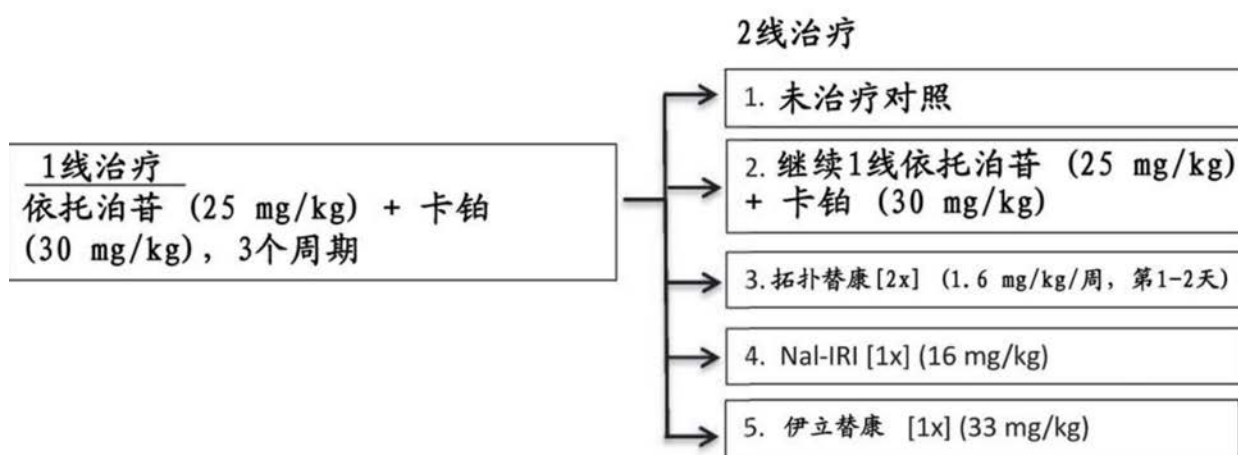 2线治疗
1. 未治疗对照
1线治疗
依托泊苷 (25 mg/kg) + 卡铂
(30 mg/kg), 3个周期
2. 继续1线依托泊苷 (25 mg/kg)
+ 卡铂 (30 mg/kg)
3. 拓扑替康[2x] (1.6 mg/kg/周, 第1-2天)
4. Nal-IRI [1x] (16 mg/kg)
5. 伊立替康 [1x] (33 mg/kg)